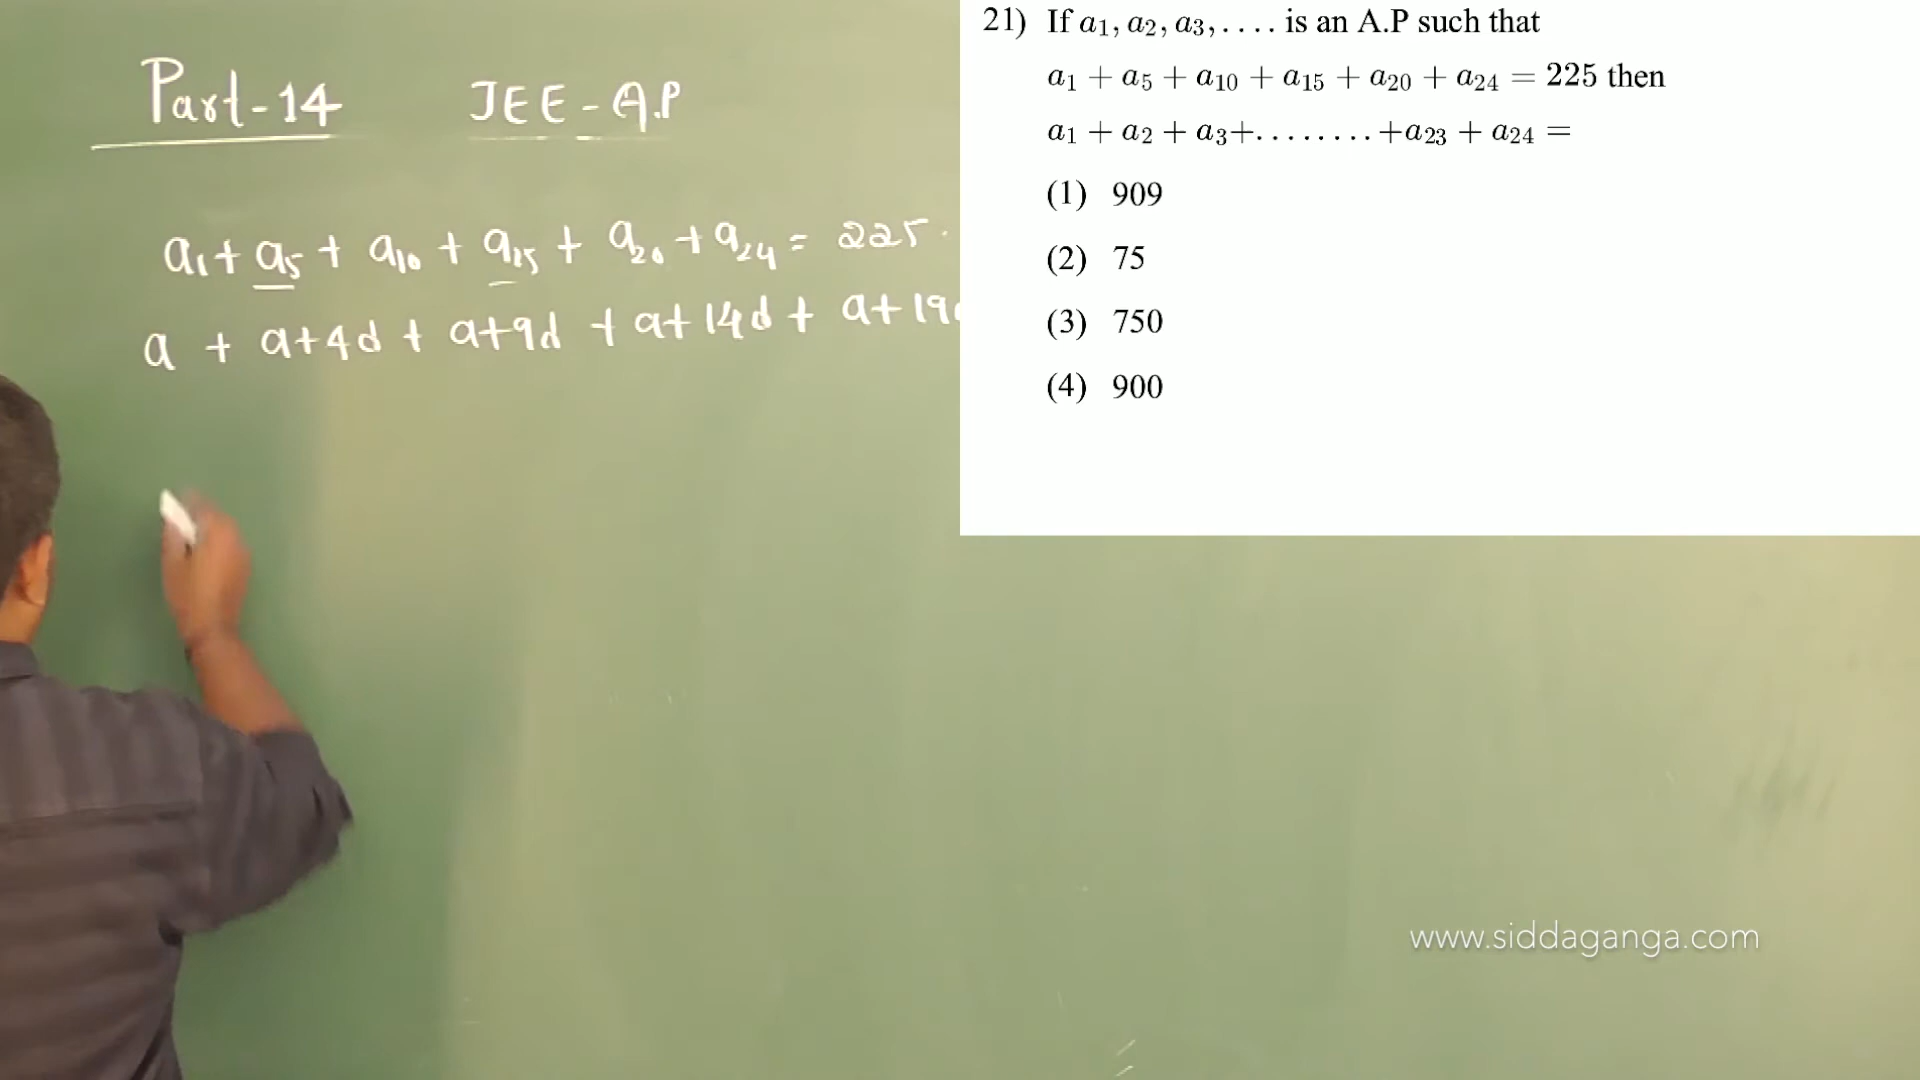 Part-14 JEE-A.P
a₁ + a₅ + a₁₀ + a₁₅ + a₂₀ + a₂₄ = 225.
a + a+4d + a+9d + a+14d + a+19
21) If a₁, a₂, a₃, .... is an A.P such that
a₁ + a₅ + a₁₀ + a₁₅ + a₂₀ + a₂₄ = 225 then
a₁ + a₂ + a₃+........+a₂₃ + a₂₄ =
(1) 909
(2) 75
(3) 750
(4) 900
www.siddaganga.com